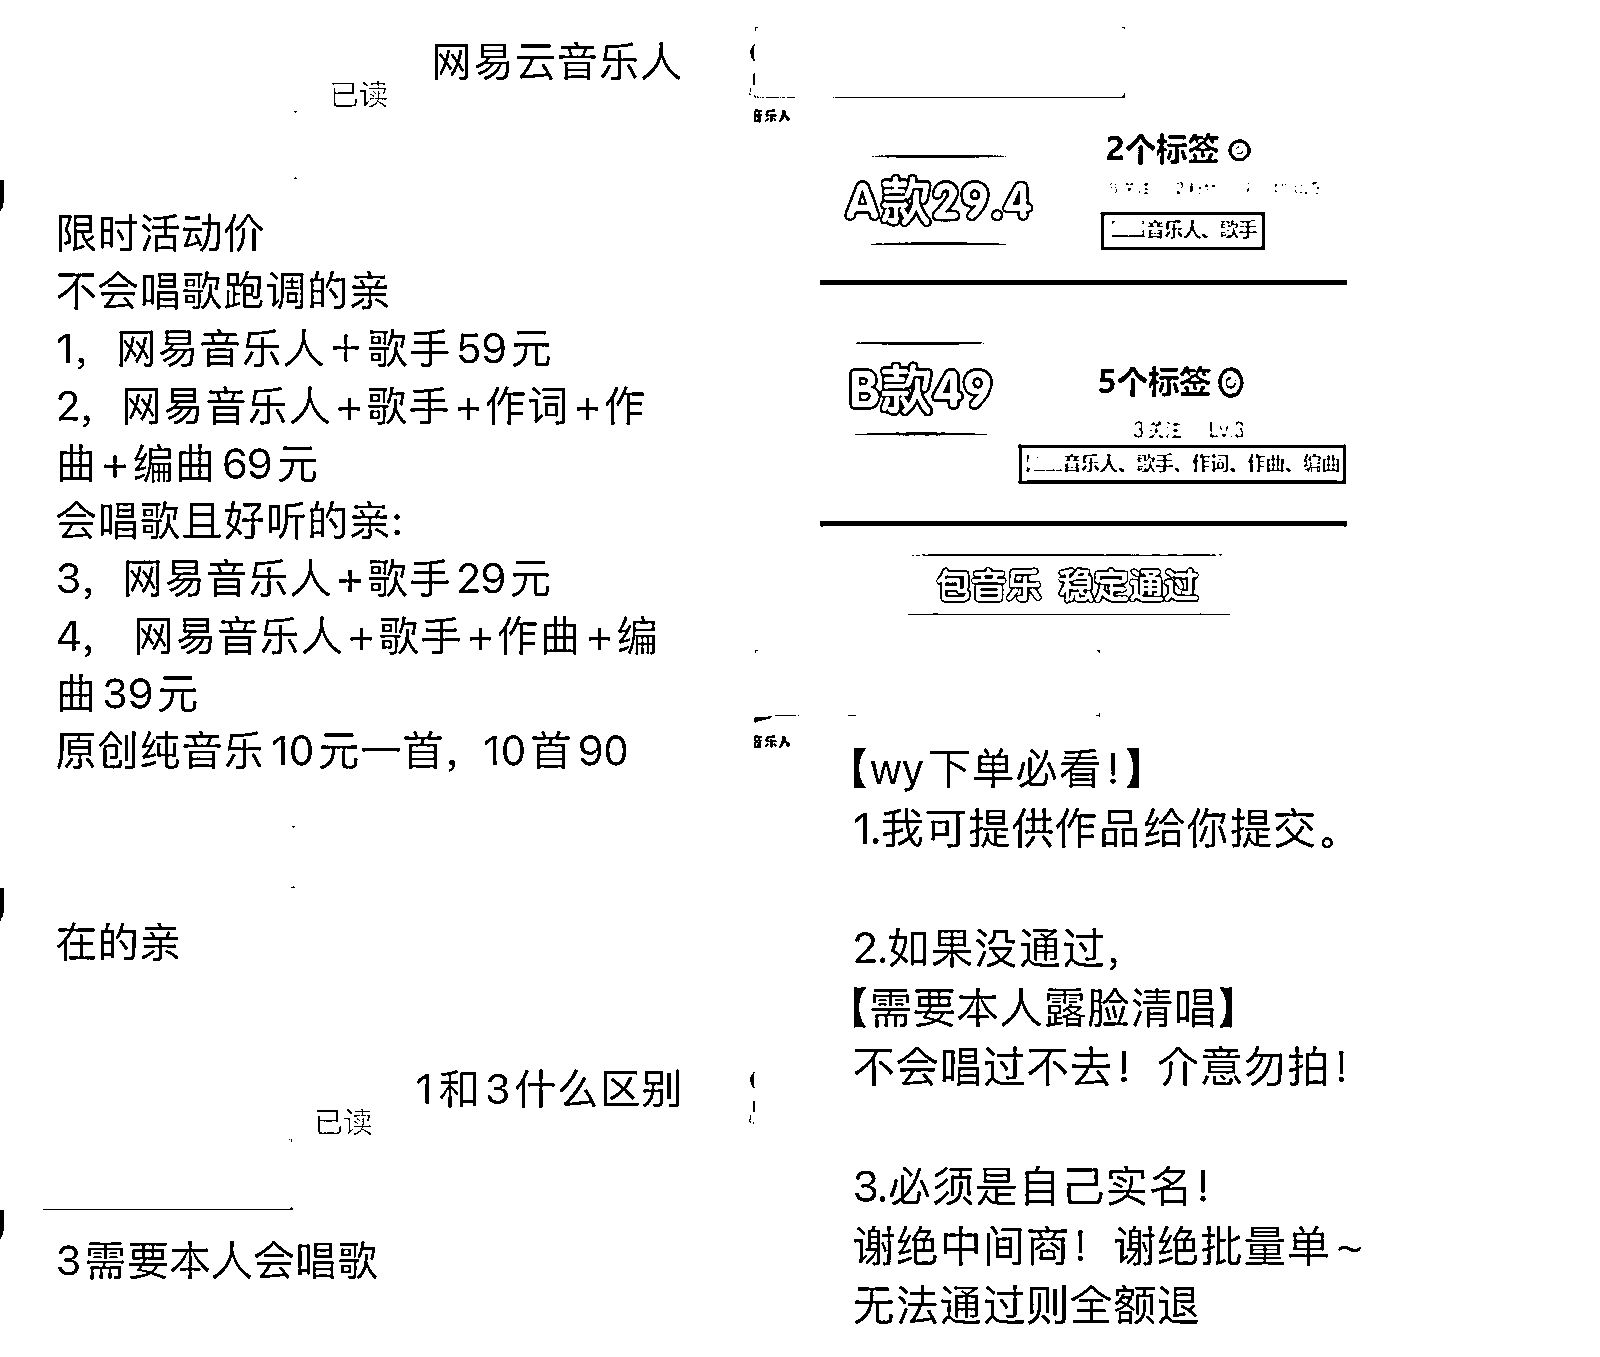 网易云音乐人
已读
限时活动价
不会唱歌跑调的亲
1，网易音乐人＋歌手59元
2，网易音乐人+歌手+作词+作
曲+编曲69元
会唱歌且好听的亲:
3，网易音乐人+歌手29元
4， 网易音乐人+歌手+作曲+编
曲39元
原创纯音乐10元一首，10首90
在的亲
1和3什么区别
已读
3需要本人会唱歌
音乐人
2个标签
A款29.4
音乐人、歌手
B款49
5个标签
3关注 Lv.3
音乐人、歌手、作词、作曲、编曲
包音乐 稳定通过
音乐人
【wy下单必看!】
1.我可提供作品给你提交。
2.如果没通过，
【需要本人露脸清唱】
不会唱过不去！介意勿拍！
3.必须是自己实名！
谢绝中间商！谢绝批量单~
无法通过则全额退